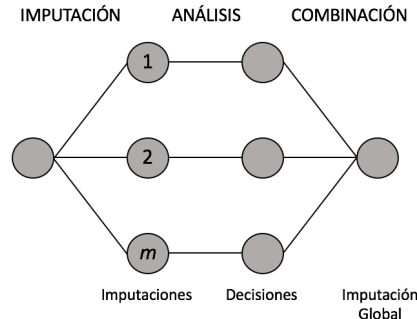 IMPUTACIÓN ANÁLISIS COMBINACIÓN
1
2
m
Imputaciones Decisiones Imputación
Global